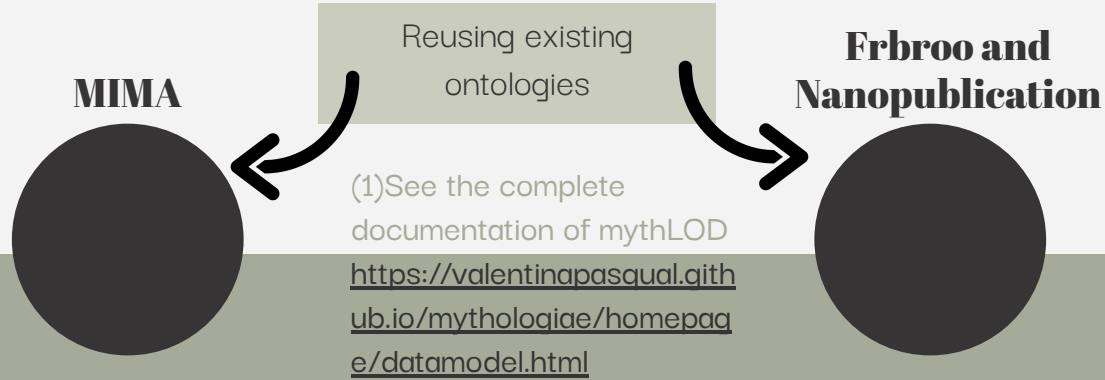 Reusing existing
ontologies
MIMA
Frbroo and
Nanopublication
(1)See the complete
documentation of mythLOD
https://valentinapasqual.gith
ub.io/mythologiae/homepag
e/datamodel.html